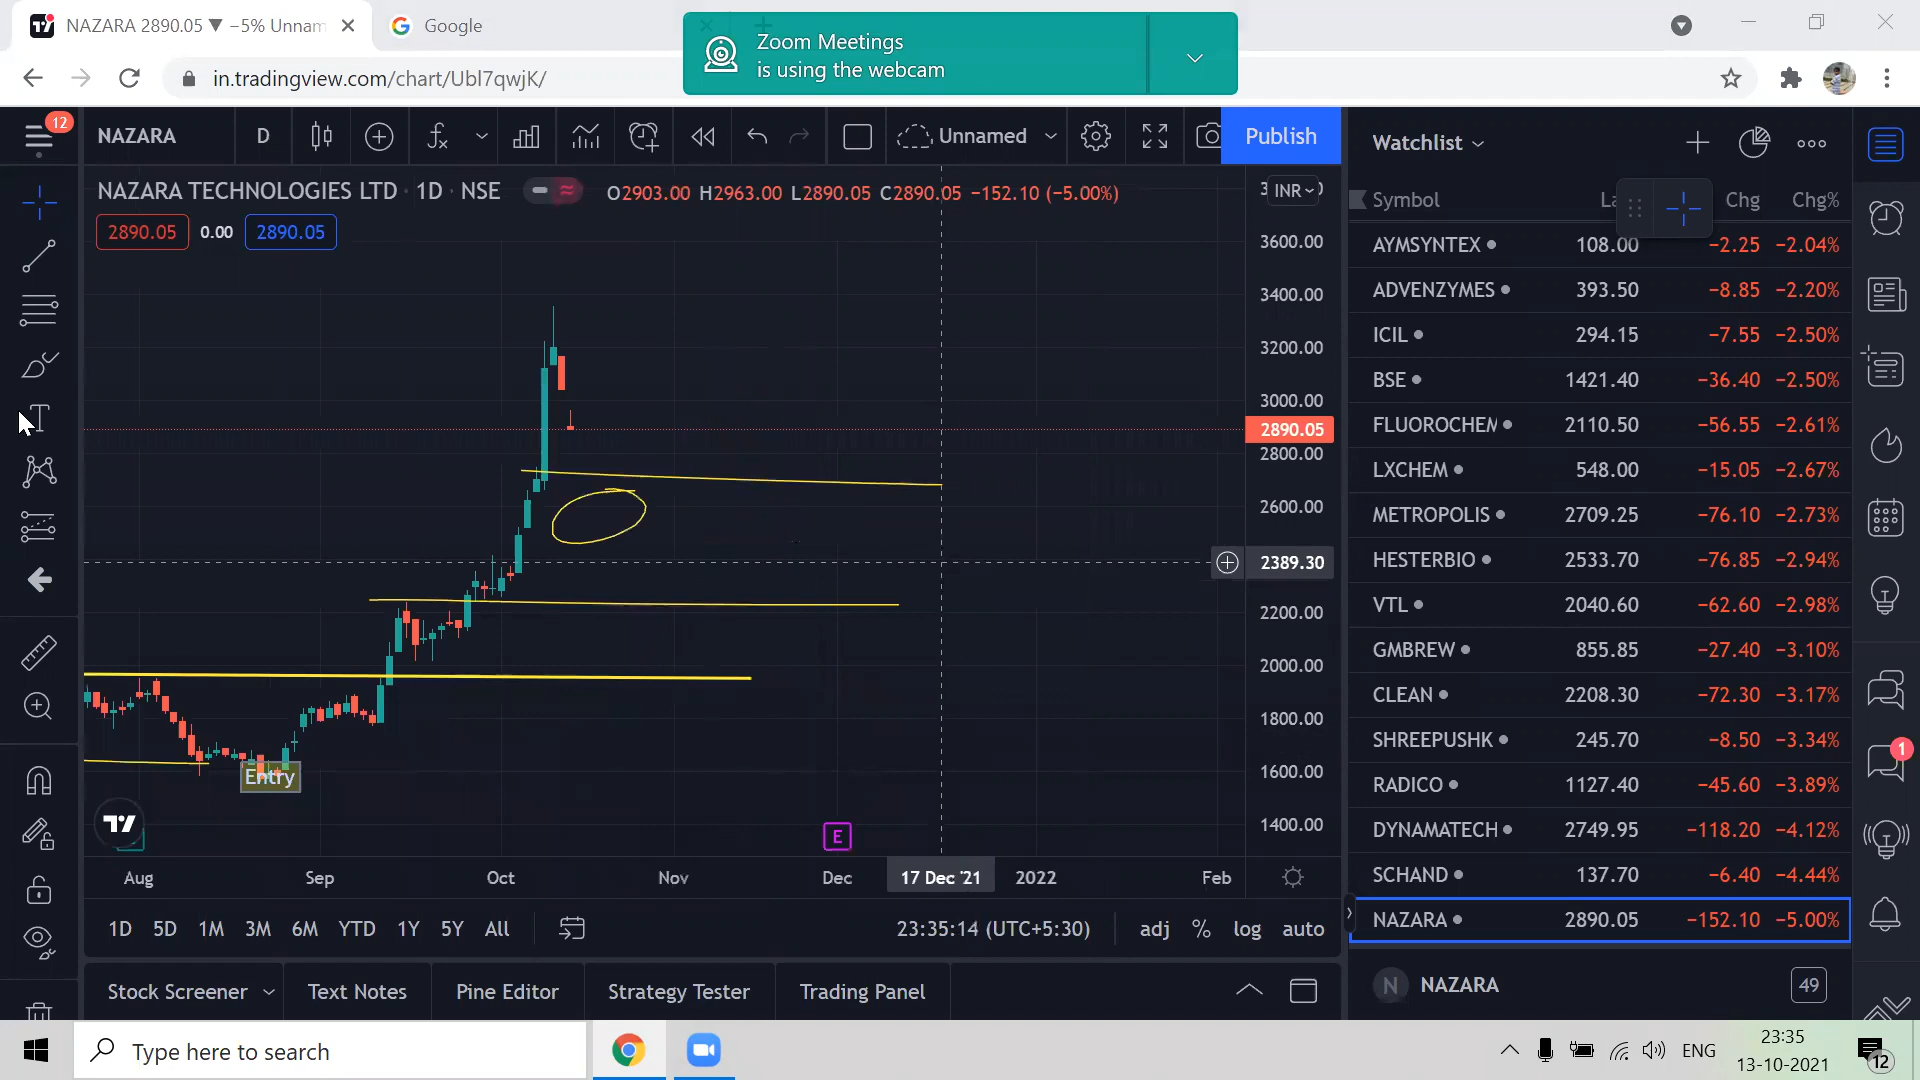 NAZARA 2890.05 ▼ −5% Unnam
Google
Zoom Meetings
is using the webcam
in.tradingview.com/chart/Ubl7qwjK/
12
NAZARA
D
Unnamed
Publish
NAZARA TECHNOLOGIES LTD · 1D · NSE
O2903.00 H2963.00 L2890.05 C2890.05 −152.10 (−5.00%)
2890.05
0.00
2890.05
INR
3600.00
3400.00
3200.00
3000.00
2890.05
2800.00
2600.00
2389.30
2200.00
2000.00
1800.00
1600.00
1400.00
Entry
E
Aug
Sep
Oct
Nov
Dec
17 Dec '21
2022
Feb
1D 5D 1M 3M 6M YTD 1Y 5Y All
23:35:14 (UTC+5:30)
adj % log auto
Stock Screener
Text Notes
Pine Editor
Strategy Tester
Trading Panel
Watchlist
Symbol Chg Chg%
AYMSYNTEX 108.00 −2.25 −2.04%
ADVENZYMES 393.50 −8.85 −2.20%
ICIL 294.15 −7.55 −2.50%
BSE 1421.40 −36.40 −2.50%
FLUOROCHEM 2110.50 −56.55 −2.61%
LXCHEM 548.00 −15.05 −2.67%
METROPOLIS 2709.25 −76.10 −2.73%
HESTERBIO 2533.70 −76.85 −2.94%
VTL 2040.60 −62.60 −2.98%
GMBREW 855.85 −27.40 −3.10%
CLEAN 2208.30 −72.30 −3.17%
SHREEPUSHK 245.70 −8.50 −3.34%
RADICO 1127.40 −45.60 −3.89%
DYNAMATECH 2749.95 −118.20 −4.12%
SCHAND 137.70 −6.40 −4.44%
NAZARA 2890.05 −152.10 −5.00%
N NAZARA 49
1
Type here to search
ENG
23:35
13-10-2021
12